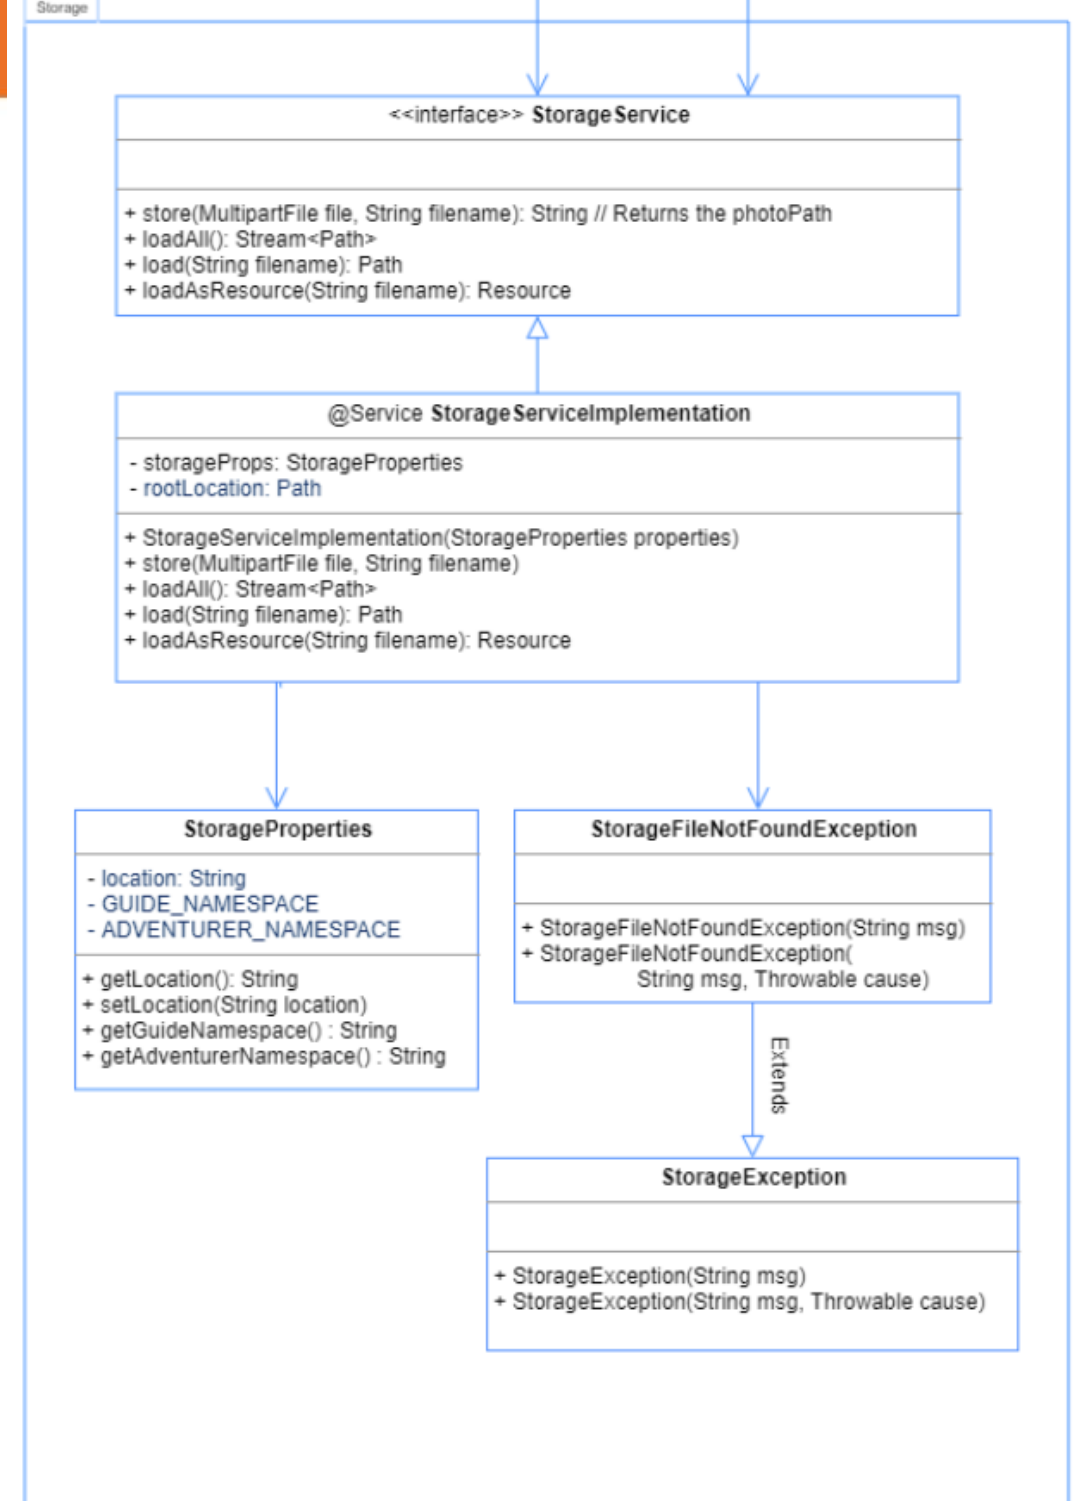 Storage
<<interface>> StorageService
+ store(MultipartFile file, String filename): String // Returns the photoPath
+ loadAll(): Stream<Path>
+ load(String filename): Path
+ loadAsResource(String filename): Resource
@Service StorageServiceImplementation
- storageProps: StorageProperties
- rootLocation: Path
+ StorageServiceImplementation(StorageProperties properties)
+ store(MultipartFile file, String filename)
+ loadAll(): Stream<Path>
+ load(String filename): Path
+ loadAsResource(String filename): Resource
StorageProperties
- location: String
- GUIDE_NAMESPACE
- ADVENTURER_NAMESPACE
+ getLocation(): String
+ setLocation(String location)
+ getGuideNamespace() : String
+ getAdventurerNamespace() : String
StorageFileNotFoundException
+ StorageFileNotFoundException(String msg)
+ StorageFileNotFoundException(
String msg, Throwable cause)
Extends
StorageException
+ StorageException(String msg)
+ StorageException(String msg, Throwable cause)